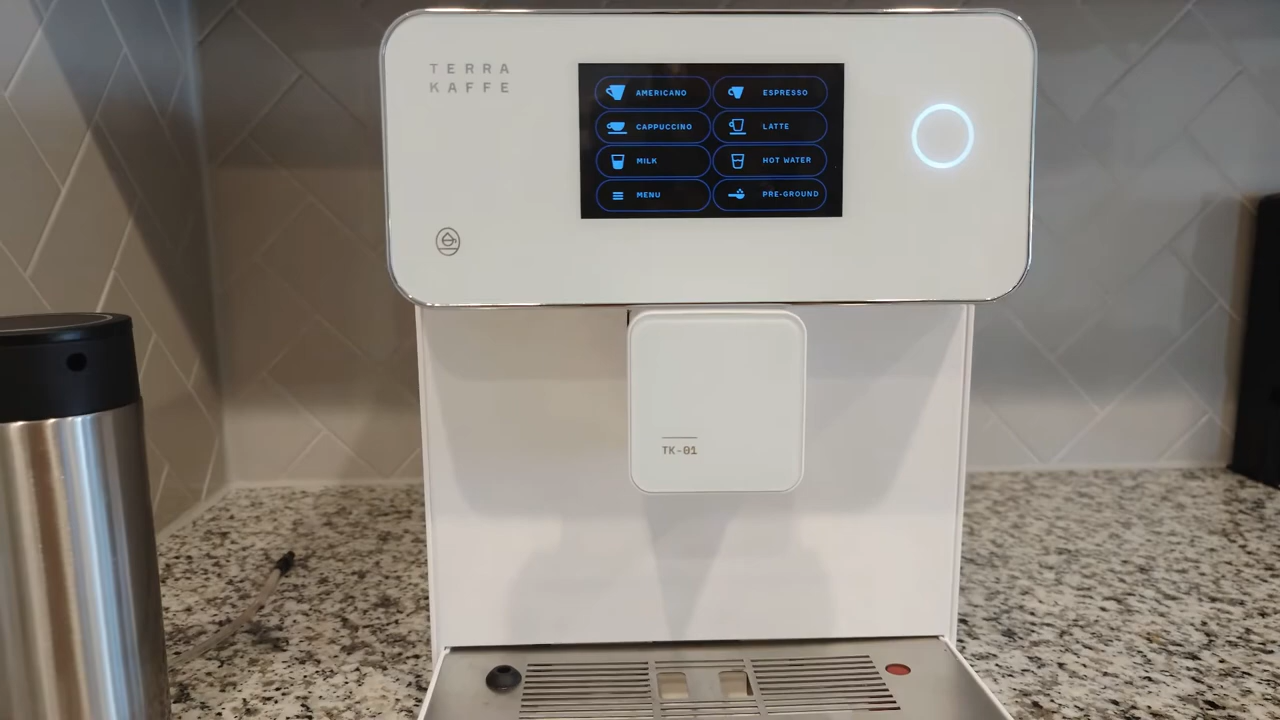 TERRA
KAFFE
AMERICANO
ESPRESSO
CAPPUCCINO
LATTE
MILK
HOT WATER
MENU
PRE-GROUND
TK-01